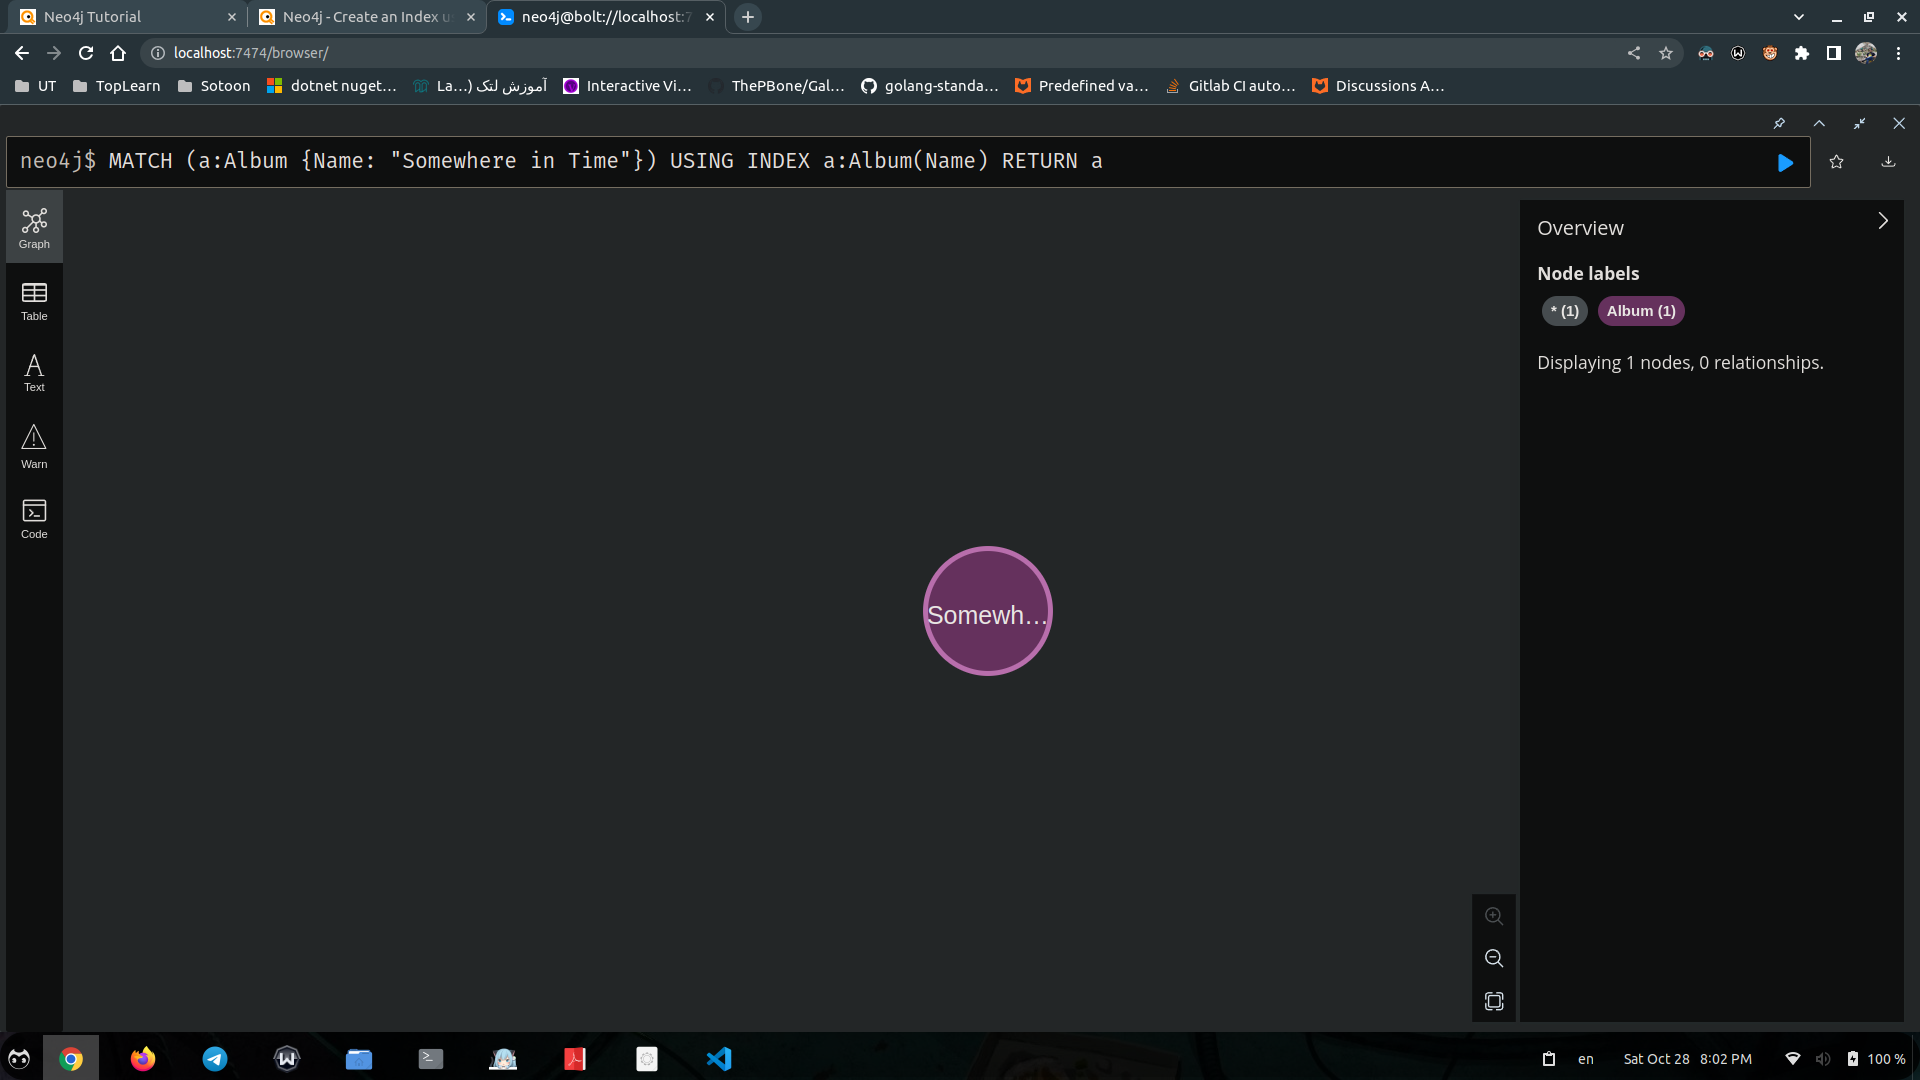 Neo4j Tutorial
Neo4j - Create an Index u
neo4j@bolt://localhost:7
localhost:7474/browser/
UT
TopLearn
Sotoon
dotnet nuget...
آموزش لتک (...La
Interactive Vi...
ThePBone/Gal...
golang-standa...
Predefined va...
Gitlab CI auto...
Discussions A...
neo4j$ MATCH (a:Album {Name: "Somewhere in Time"}) USING INDEX a:Album(Name) RETURN a
Graph
Table
Text
Warn
Code
Somewh...
Overview
Node labels
* (1) Album (1)
Displaying 1 nodes, 0 relationships.
en
Sat Oct 28 8:02 PM
100 %